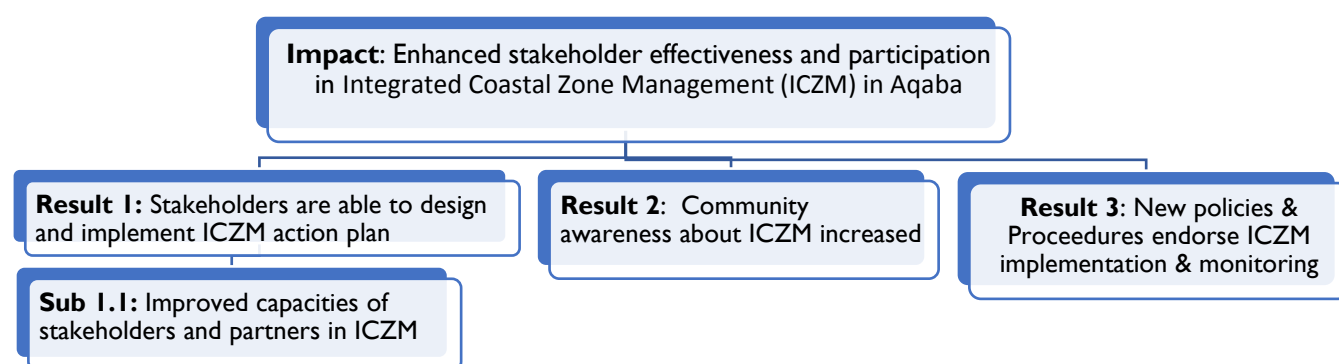 Impact: Enhanced stakeholder effectiveness and participation
in Integrated Coastal Zone Management (ICZM) in Aqaba
Result 1: Stakeholders are able to design
and implement ICZM action plan
Result 2: Community
awareness about ICZM increased
Result 3: New policies &
Proceedures endorse ICZM
implementation & monitoring
Sub 1.1: Improved capacities of
stakeholders and partners in ICZM